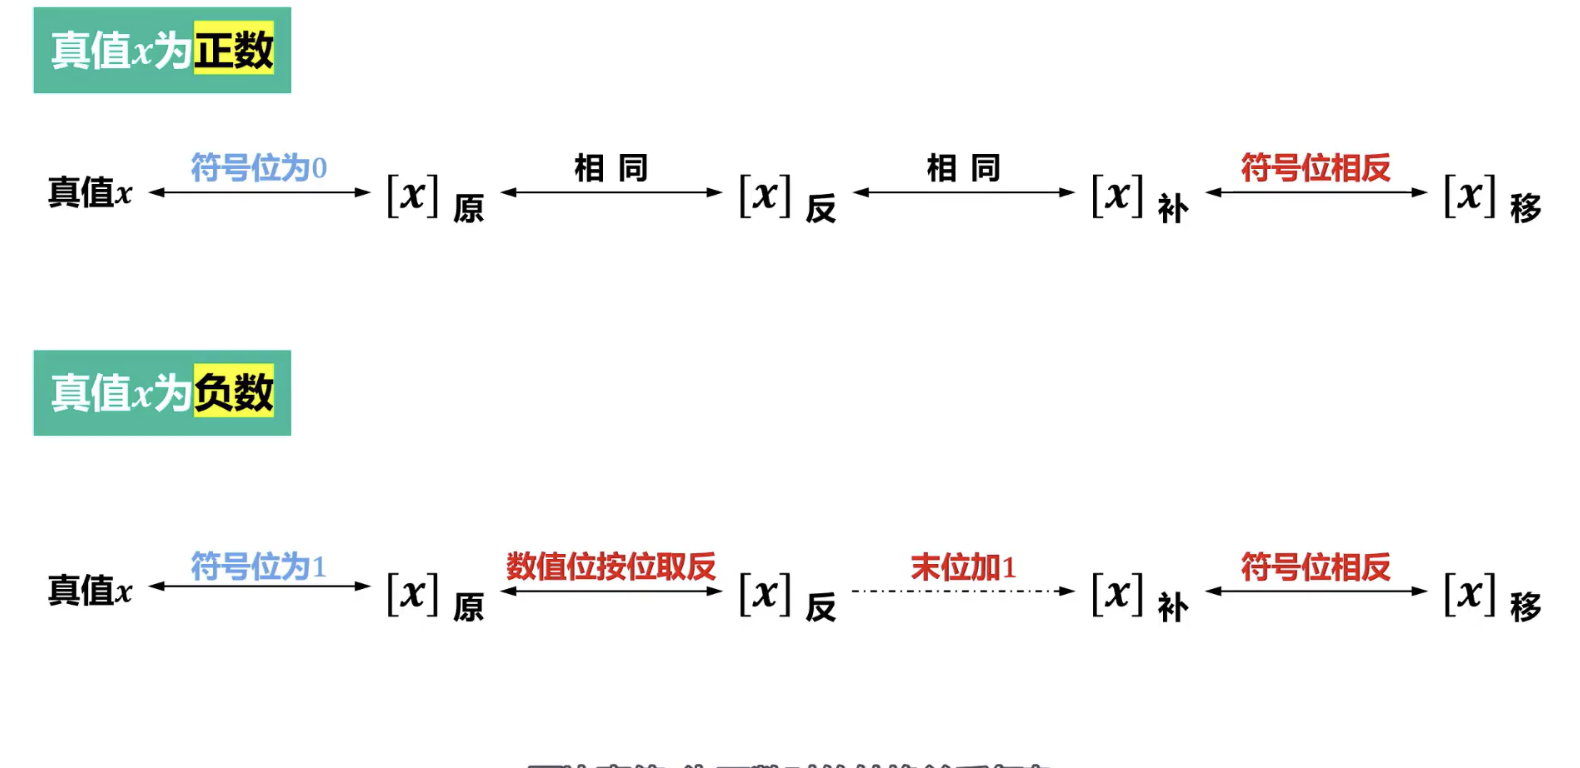 真值x为正数
真值x 符号位为0 [x]原 相同 [x]反 相同 [x]补 符号位相反 [x]移
真值x为负数
真值x 符号位为1 [x]原 数值位按位取反 [x]反 末位加1 [x]补 符号位相反 [x]移